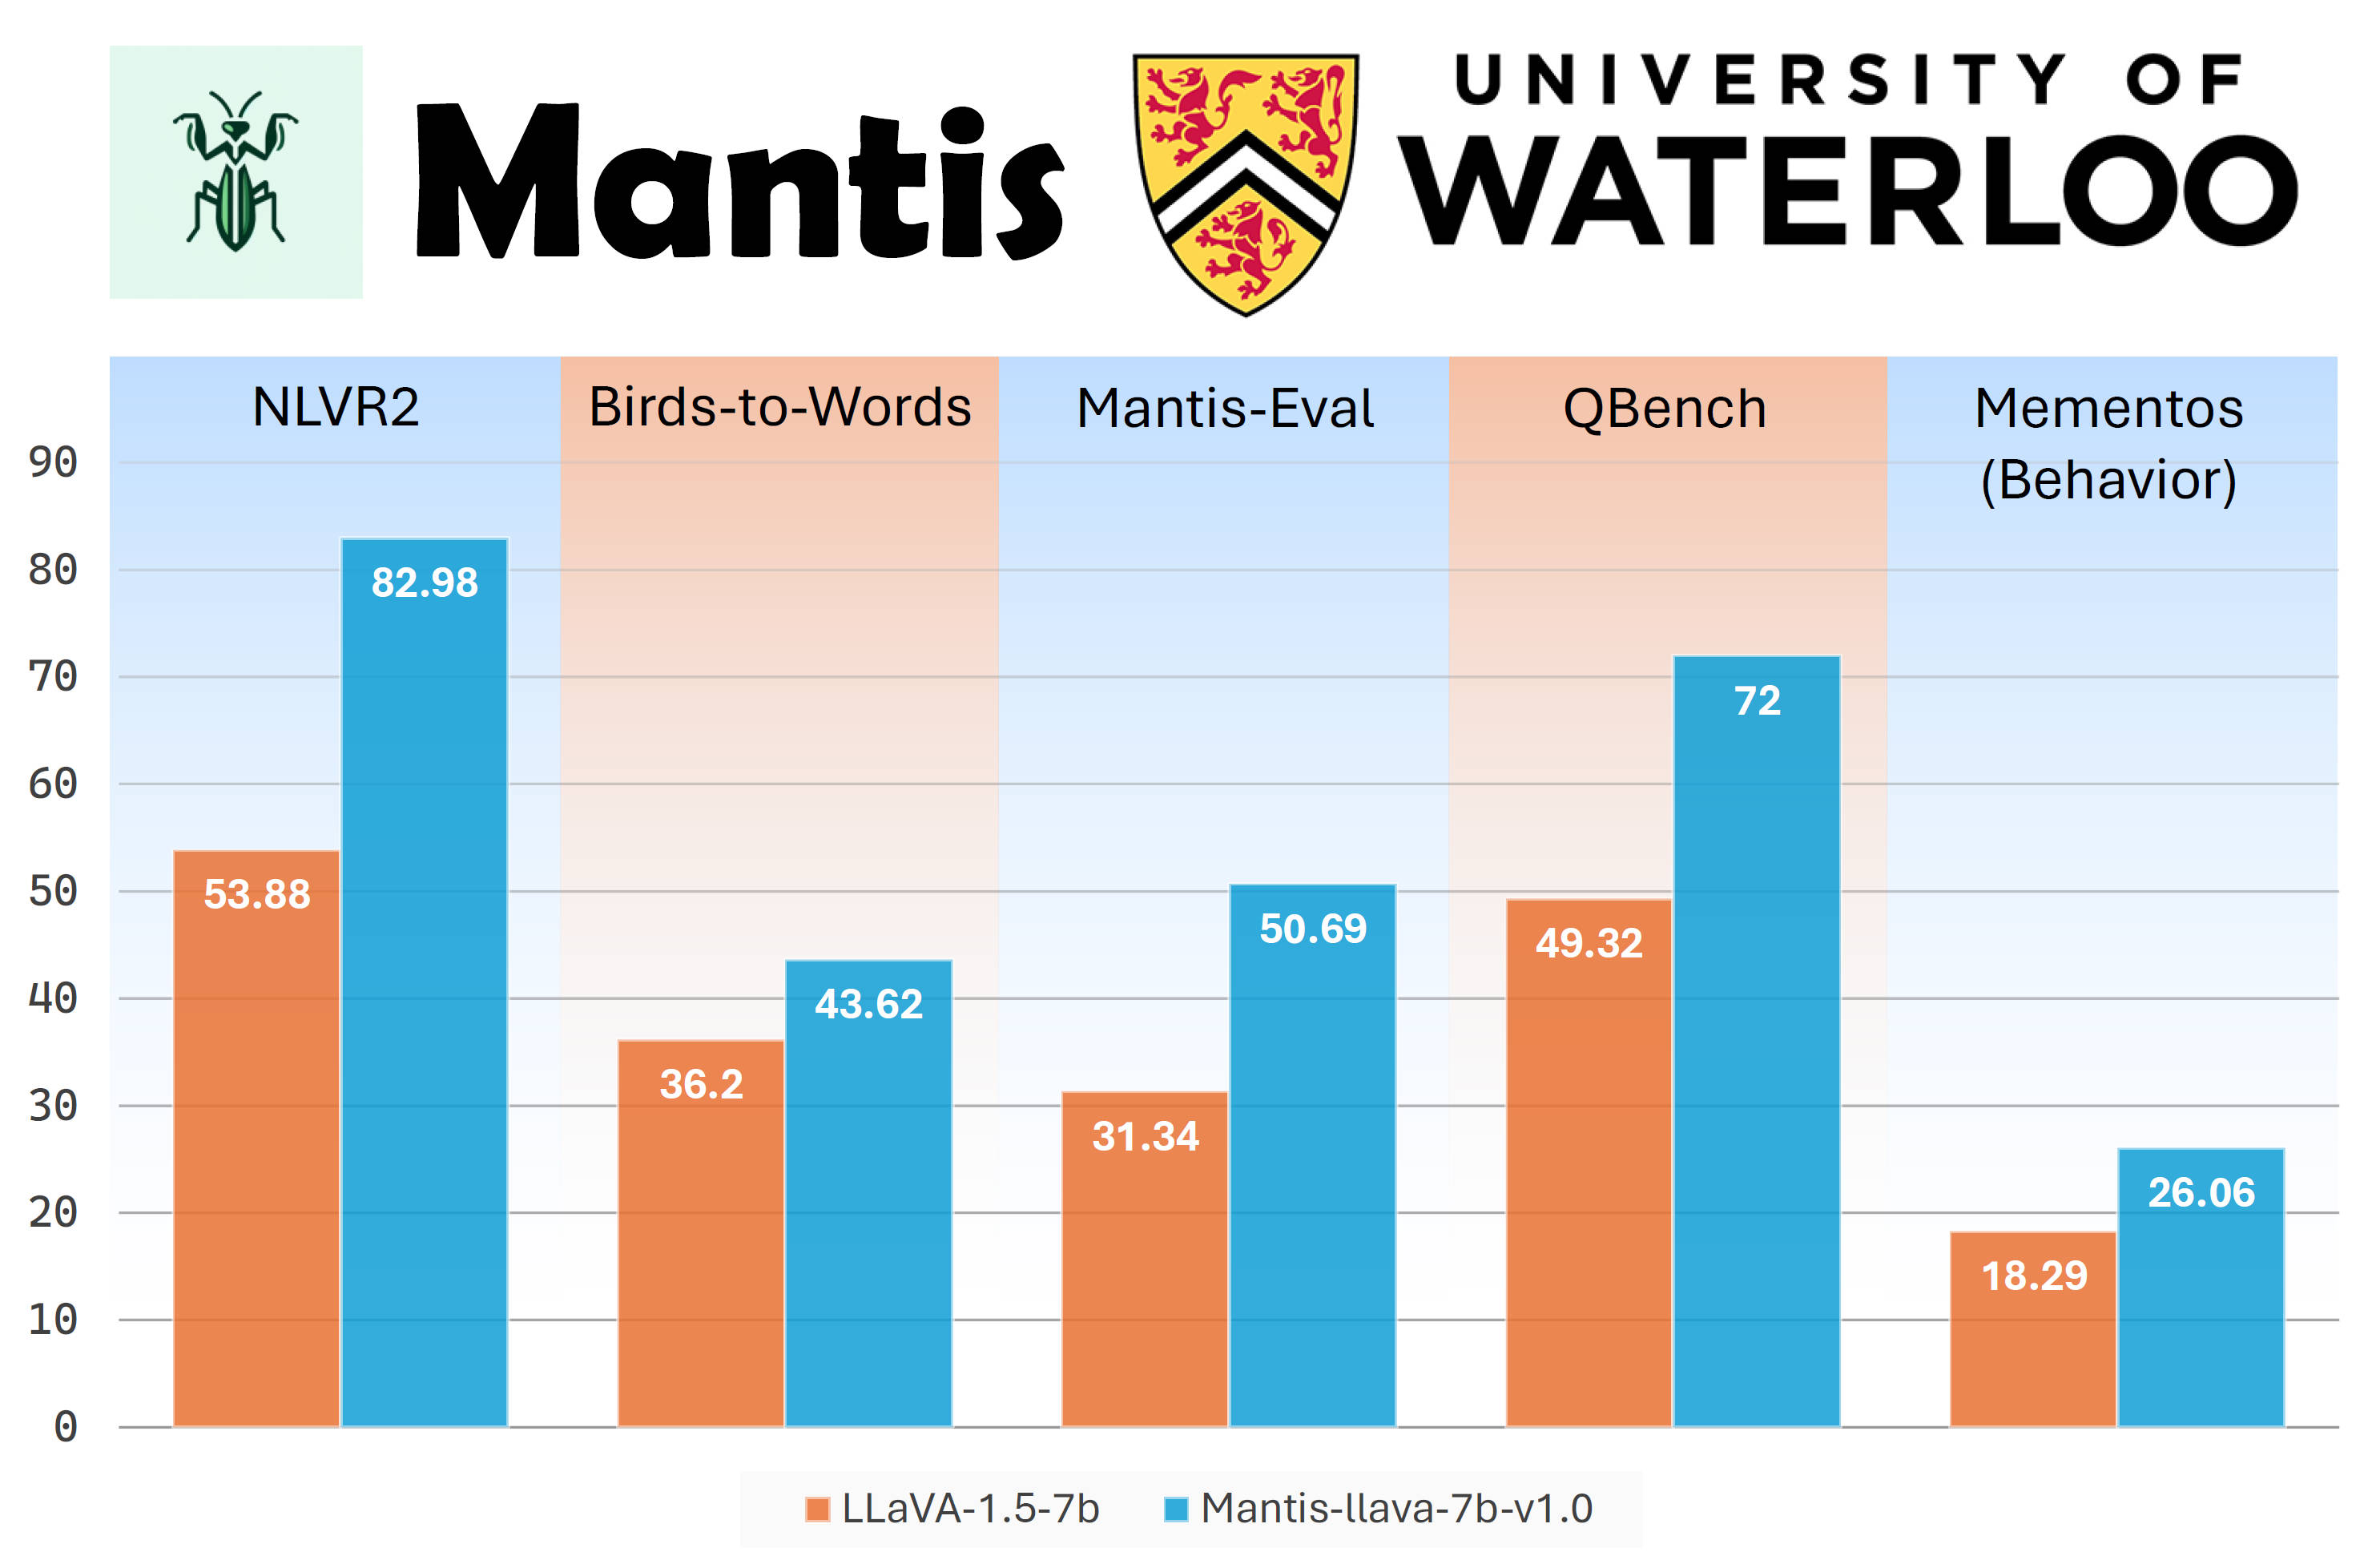 Mantis
UNIVERSITY OF
WATERLOO
NLVR2
Birds-to-Words
Mantis-Eval
QBench
Mementos
(Behavior)
90
80
70
60
50
40
30
20
10
0
53.88
82.98
36.2
43.62
31.34
50.69
49.32
72
18.29
26.06
LLaVA-1.5-7b
Mantis-llava-7b-v1.0